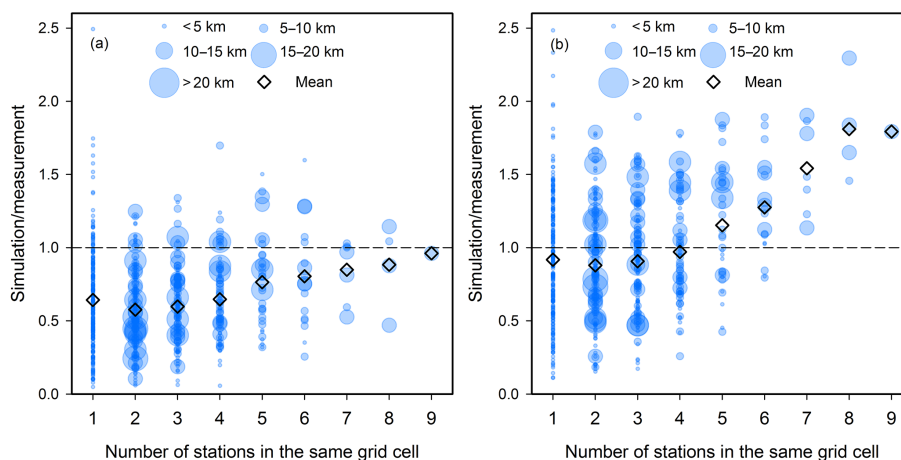 2.5
2.0
1.5
1.0
0.5
0.0
Simulation/measurement
(a)
< 5 km
5–10 km
10–15 km
15–20 km
> 20 km
Mean
1 2 3 4 5 6 7 8 9
Number of stations in the same grid cell
2.5
2.0
1.5
1.0
0.5
0.0
Simulation/measurement
(b)
< 5 km
5–10 km
10–15 km
15–20 km
> 20 km
Mean
1 2 3 4 5 6 7 8 9
Number of stations in the same grid cell